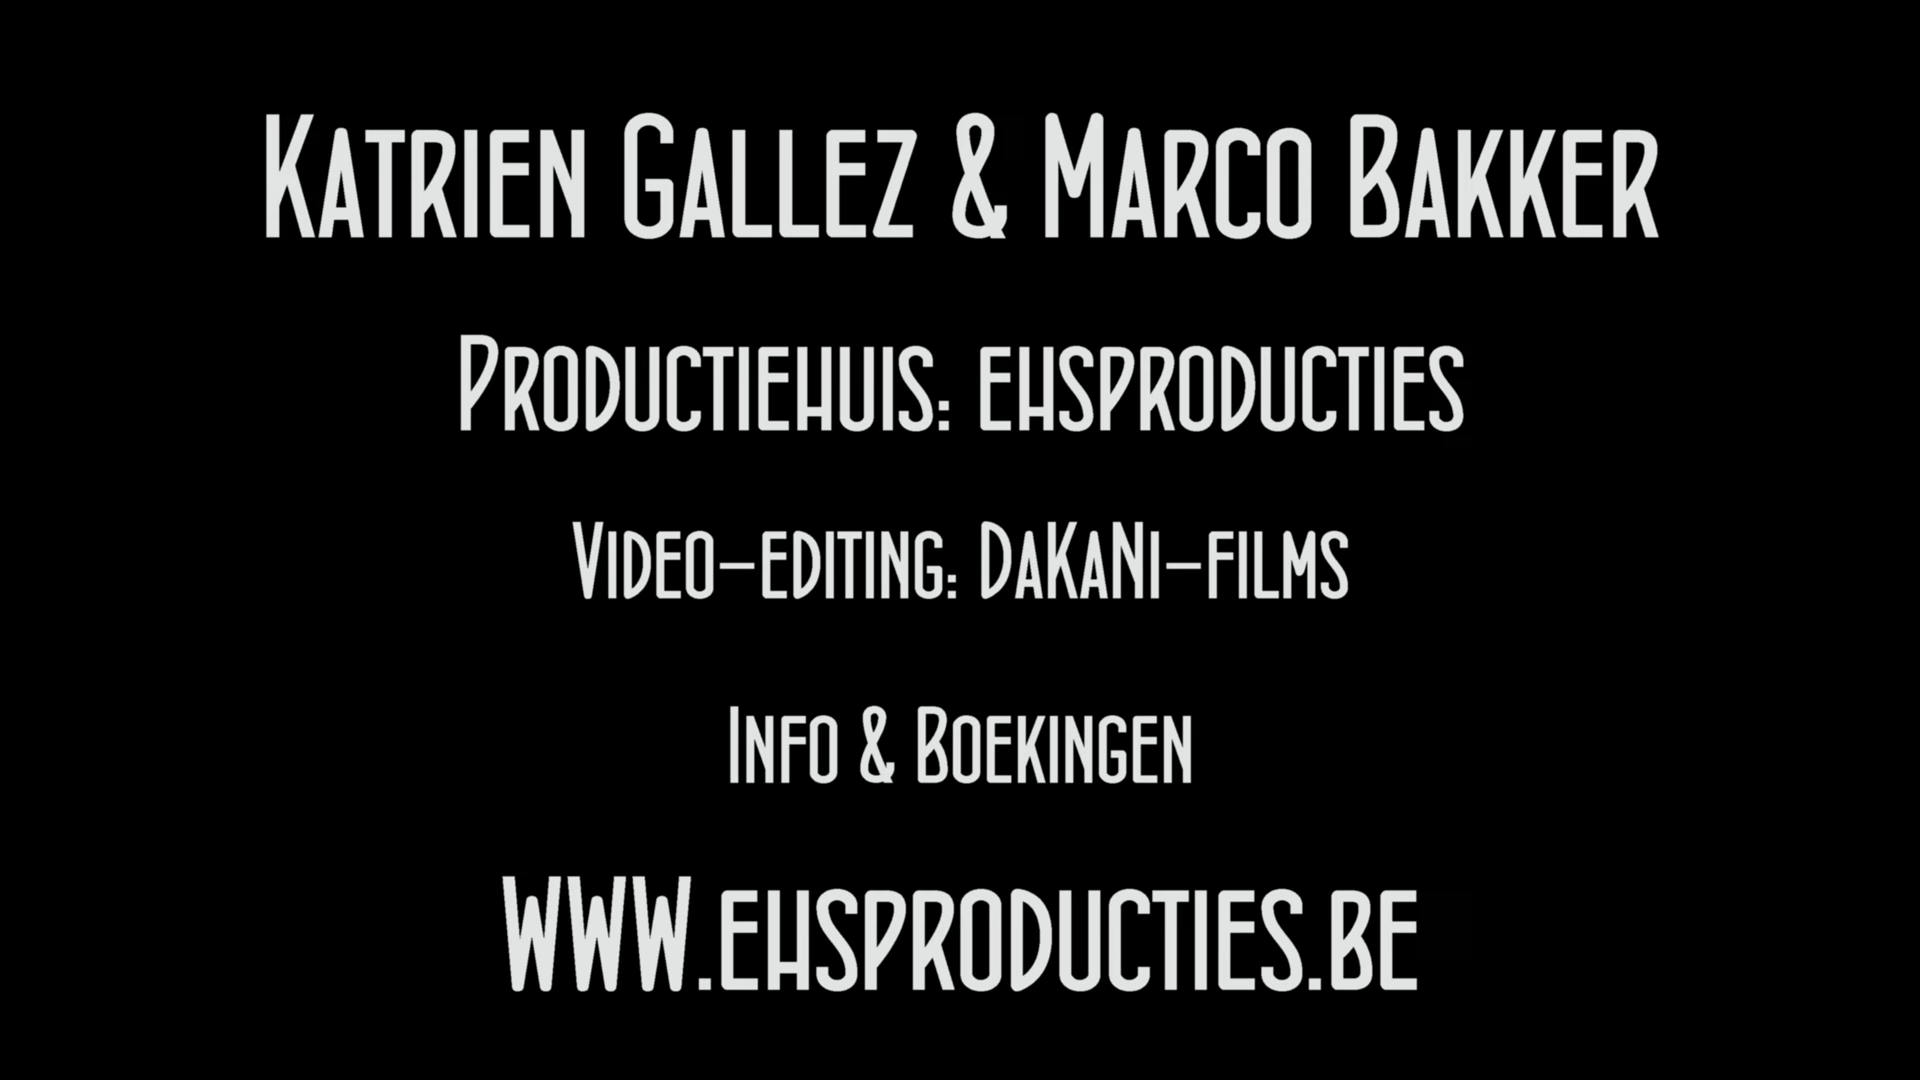 Katrien Gallez & Marco Bakker
Productiehuis: ehsproducties
Video-editing: DaKaNi-films
Info & Boekingen
WWW.ehsproducties.be